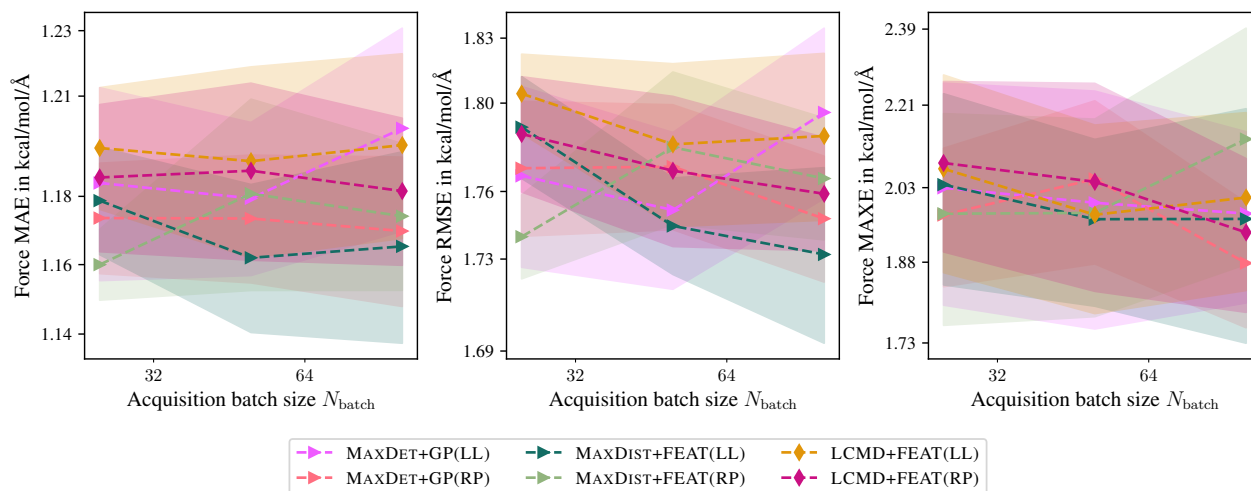 Force MAE in kcal/mol/Å
1.23
1.21
1.18
1.16
1.14
32
64
Acquisition batch size N_batch
Force RMSE in kcal/mol/Å
1.83
1.80
1.76
1.73
1.69
32
64
Acquisition batch size N_batch
Force MAXE in kcal/mol/Å
2.39
2.21
2.03
1.88
1.73
32
64
Acquisition batch size N_batch
MAXDET+GP(LL)
MAXDIST+FEAT(LL)
LCMD+FEAT(LL)
MAXDET+GP(RP)
MAXDIST+FEAT(RP)
LCMD+FEAT(RP)